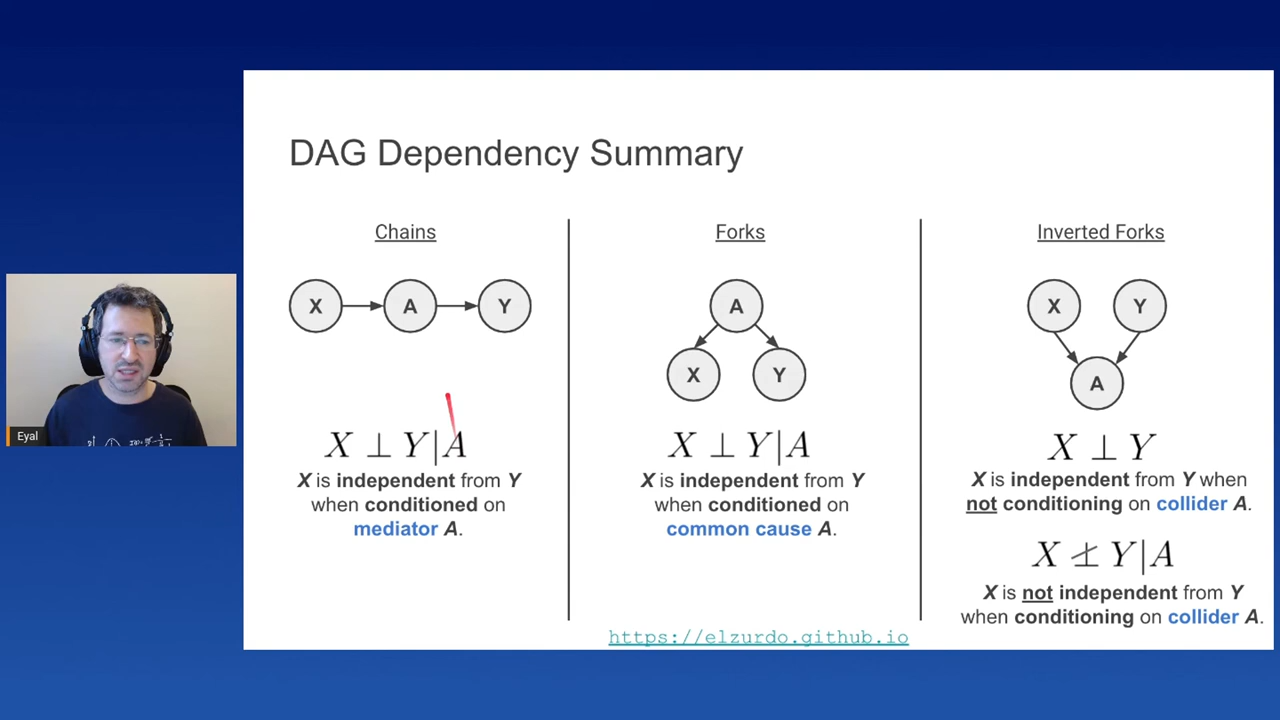 DAG Dependency Summary
Chains
X
A
Y
X ⊥ Y|A
X is independent from Y
when conditioned on
mediator A.
Forks
A
X
Y
X ⊥ Y|A
X is independent from Y
when conditioned on
common cause A.
Inverted Forks
X
Y
A
X ⊥ Y
X is independent from Y when
not conditioning on collider A.
X ⊥̸ Y|A
X is not independent from Y
when conditioning on collider A.
https://elzurdo.github.io
Eyal